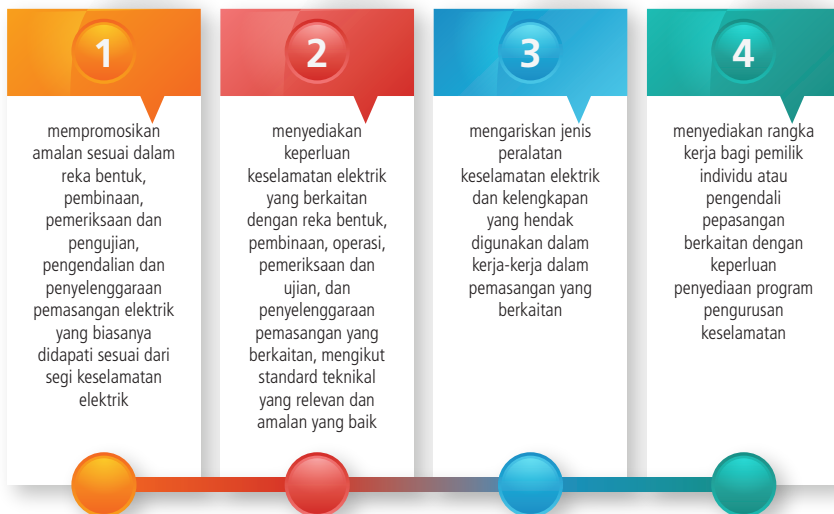 1
mempromosikan
amalan sesuai dalam
reka bentuk,
pembinaan,
pemeriksaan dan
pengujian,
pengendalian dan
penyelenggaraan
pemasangan elektrik
yang biasanya
didapati sesuai dari
segi keselamatan
elektrik
2
menyediakan
keperluan
keselamatan elektrik
yang berkaitan
dengan reka bentuk,
pembinaan, operasi,
pemeriksaan dan
ujian, dan
penyelenggaraan
pemasangan yang
berkaitan, mengikut
standard teknikal
yang relevan dan
amalan yang baik
3
mengariskan jenis
peralatan
keselamatan elektrik
dan kelengkapan
yang hendak
digunakan dalam
kerja-kerja dalam
pemasangan yang
berkaitan
4
menyediakan rangka
kerja bagi pemilik
individu atau
pengendali
pepasangan
berkaitan dengan
keperluan
penyediaan program
pengurusan
keselamatan